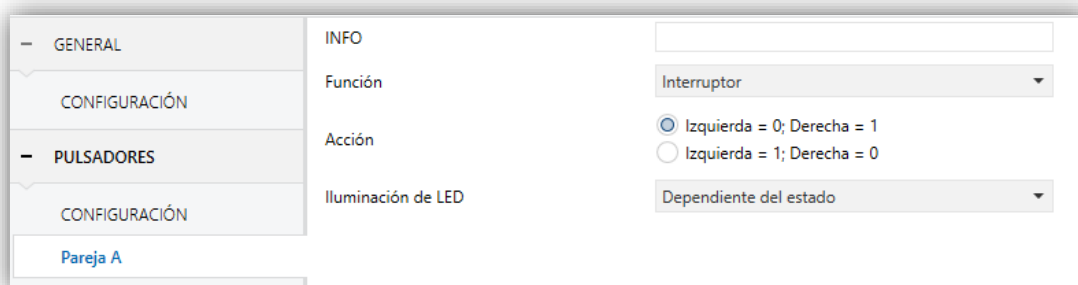 GENERAL
CONFIGURACIÓN
PULSADORES
CONFIGURACIÓN
Pareja A
INFO
Función
Interruptor
Acción
Izquierda = 0; Derecha = 1
Izquierda = 1; Derecha = 0
Iluminación de LED
Dependiente del estado